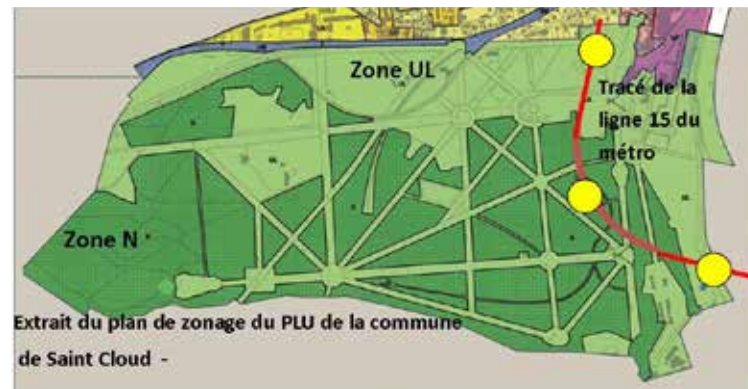 Zone UL
Tracé de la
ligne 15 du
métro
Zone N
Extrait du plan de zonage du PLU de la commune
de Saint Cloud -